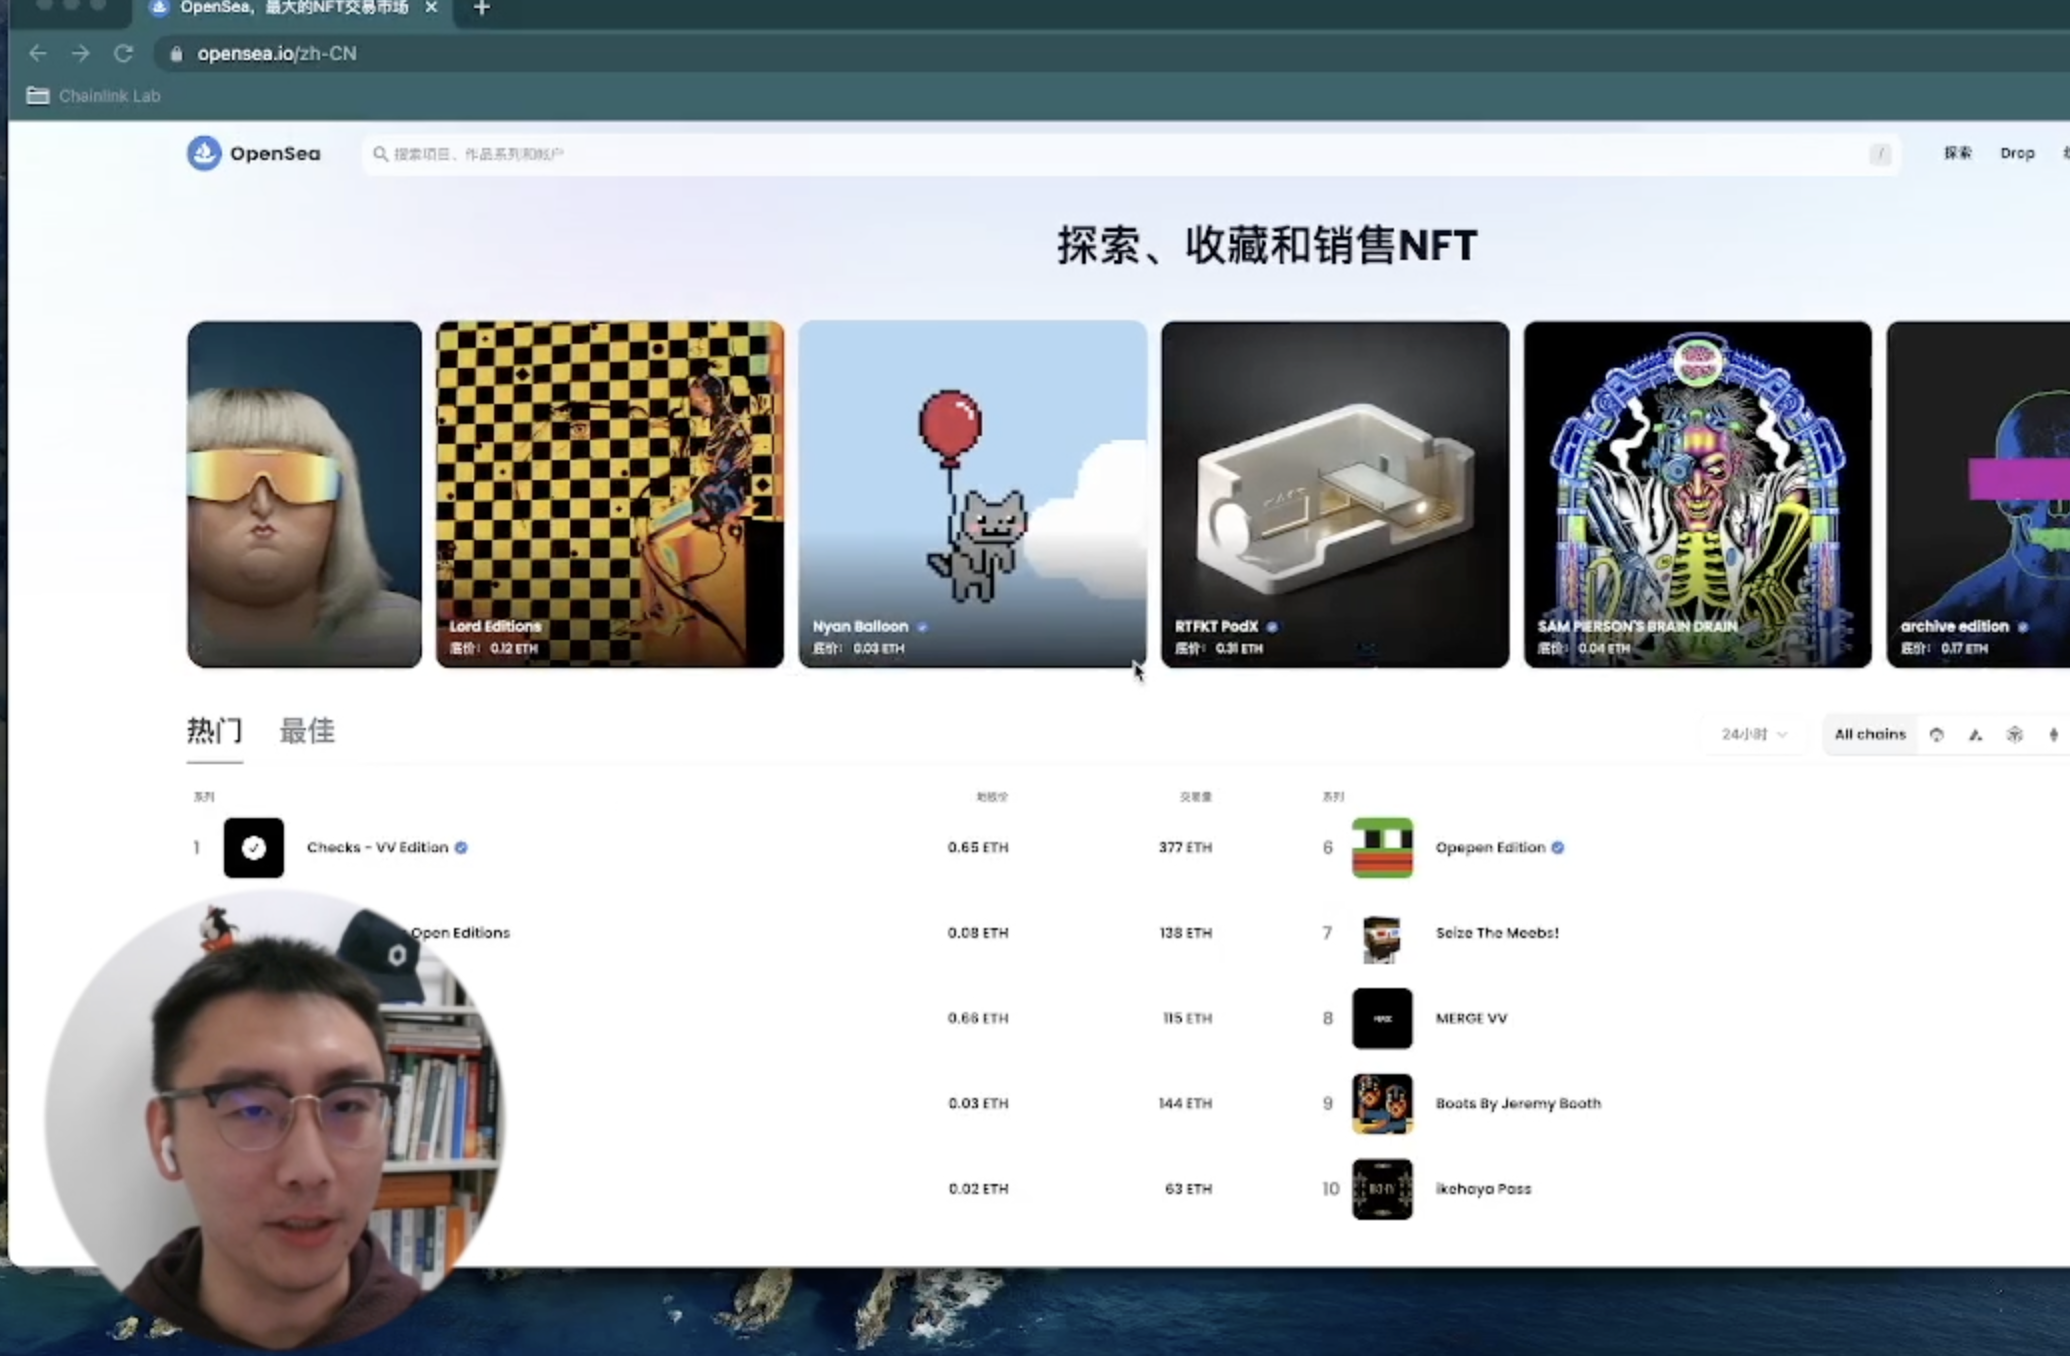 OpenSea，最大的NFT交易市场
opensea.io/zh-CN
Chainlink Lab
OpenSea
搜索项目、作品系列和帐户
/
探索
Drop
探索、收藏和销售NFT
Lord Editions
底价： 0.12 ETH
Nyan Balloon
底价： 0.03 ETH
RTFKT PodX
底价： 0.31 ETH
SAM PIERSON'S BRAIN DRAIN
底价： 0.04 ETH
archive edition
底价： 0.17 ETH
热门
最佳
24小时
All chains
系列
地板价
交易量
系列
1 Checks - VV Edition 0.65 ETH 377 ETH
Open Editions 0.08 ETH 138 ETH
0.66 ETH 115 ETH
0.03 ETH 144 ETH
0.02 ETH 63 ETH
6 Opepen Edition
7 Seize The Meebs!
8 MERGE VV
9 Boots By Jeremy Booth
10 ikehaya Pass